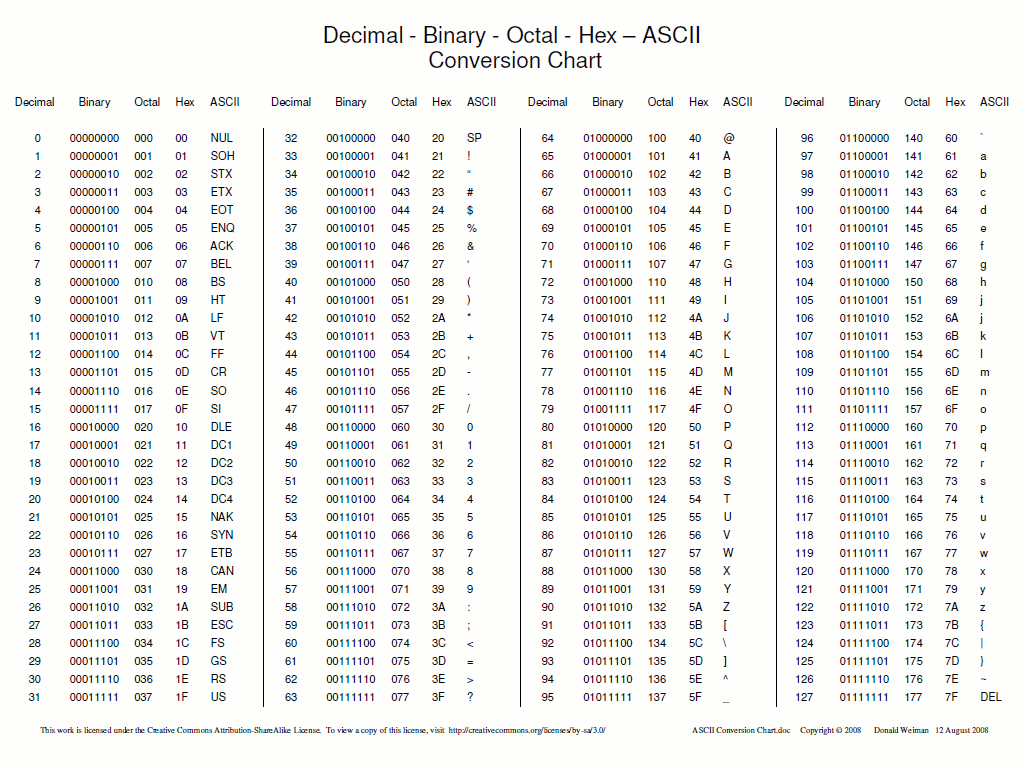 Decimal - Binary - Octal - Hex – ASCII
Conversion Chart
Decimal Binary Octal Hex ASCII Decimal Binary Octal Hex ASCII Decimal Binary Octal Hex ASCII Decimal Binary Octal Hex ASCII
0 00000000 000 00 NUL 32 00100000 040 20 SP 64 01000000 100 40 @ 96 01100000 140 60 `
1 00000001 001 01 SOH 33 00100001 041 21 ! 65 01000001 101 41 A 97 01100001 141 61 a
2 00000010 002 02 STX 34 00100010 042 22 “ 66 01000010 102 42 B 98 01100010 142 62 b
3 00000011 003 03 ETX 35 00100011 043 23 # 67 01000011 103 43 C 99 01100011 143 63 c
4 00000100 004 04 EOT 36 00100100 044 24 $ 68 01000100 104 44 D 100 01100100 144 64 d
5 00000101 005 05 ENQ 37 00100101 045 25 % 69 01000101 105 45 E 101 01100101 145 65 e
6 00000110 006 06 ACK 38 00100110 046 26 & 70 01000110 106 46 F 102 01100110 146 66 f
7 00000111 007 07 BEL 39 00100111 047 27 ‘ 71 01000111 107 47 G 103 01100111 147 67 g
8 00001000 010 08 BS 40 00101000 050 28 ( 72 01001000 110 48 H 104 01101000 150 68 h
9 00001001 011 09 HT 41 00101001 051 29 ) 73 01001001 111 49 I 105 01101001 151 69 j
10 00001010 012 0A LF 42 00101010 052 2A * 74 01001010 112 4A J 106 01101010 152 6A j
11 00001011 013 0B VT 43 00101011 053 2B + 75 01001011 113 4B K 107 01101011 153 6B k
12 00001100 014 0C FF 44 00101100 054 2C , 76 01001100 114 4C L 108 01101100 154 6C l
13 00001101 015 0D CR 45 00101101 055 2D - 77 01001101 115 4D M 109 01101101 155 6D m
14 00001110 016 0E SO 46 00101110 056 2E . 78 01001110 116 4E N 110 01101110 156 6E n
15 00001111 017 0F SI 47 00101111 057 2F / 79 01001111 117 4F O 111 01101111 157 6F o
16 00010000 020 10 DLE 48 00110000 060 30 0 80 01010000 120 50 P 112 01110000 160 70 p
17 00010001 021 11 DC1 49 00110001 061 31 1 81 01010001 121 51 Q 113 01110001 161 71 q
18 00010010 022 12 DC2 50 00110010 062 32 2 82 01010010 122 52 R 114 01110010 162 72 r
19 00010011 023 13 DC3 51 00110011 063 33 3 83 01010011 123 53 S 115 01110011 163 73 s
20 00010100 024 14 DC4 52 00110100 064 34 4 84 01010100 124 54 T 116 01110100 164 74 t
21 00010101 025 15 NAK 53 00110101 065 35 5 85 01010101 125 55 U 117 01110101 165 75 u
22 00010110 026 16 SYN 54 00110110 066 36 6 86 01010110 126 56 V 118 01110110 166 76 v
23 00010111 027 17 ETB 55 00110111 067 37 7 87 01010111 127 57 W 119 01110111 167 77 w
24 00011000 030 18 CAN 56 00111000 070 38 8 88 01011000 130 58 X 120 01111000 170 78 x
25 00011001 031 19 EM 57 00111001 071 39 9 89 01011001 131 59 Y 121 01111001 171 79 y
26 00011010 032 1A SUB 58 00111010 072 3A : 90 01011010 132 5A Z 122 01111010 172 7A z
27 00011011 033 1B ESC 59 00111011 073 3B ; 91 01011011 133 5B [ 123 01111011 173 7B {
28 00011100 034 1C FS 60 00111100 074 3C < 92 01011100 134 5C \ 124 01111100 174 7C |
29 00011101 035 1D GS 61 00111101 075 3D = 93 01011101 135 5D ] 125 01111101 175 7D }
30 00011110 036 1E RS 62 00111110 076 3E > 94 01011110 136 5E ^ 126 01111110 176 7E ~
31 00011111 037 1F US 63 00111111 077 3F ? 95 01011111 137 5F _ 127 01111111 177 7F DEL
This work is licensed under the Creative Commons Attribution-ShareAlike License. To view a copy of this license, visit http://creativecommons.org/licenses/by-sa/3.0/ ASCII Conversion Chart.doc Copyright © 2008 Donald Weiman 12 August 2008